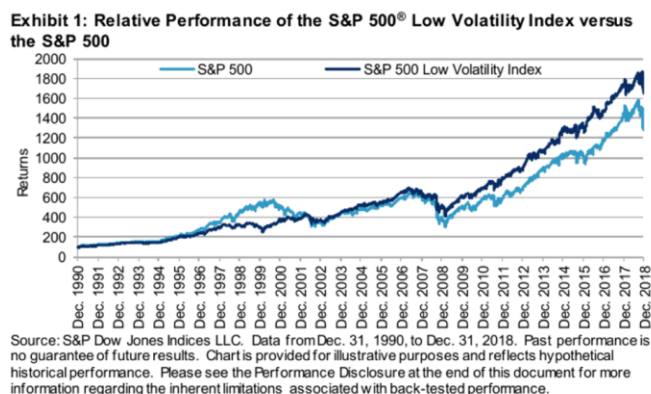 Exhibit 1: Relative Performance of the S&P 500® Low Volatility Index versus
the S&P 500
2000
1800
1600
1400
1200
1000
800
600
400
200
0
Returns
S&P 500
S&P 500 Low Volatility Index
Dec. 1990
Dec. 1991
Dec. 1992
Dec. 1993
Dec. 1994
Dec. 1995
Dec. 1996
Dec. 1997
Dec. 1998
Dec. 1999
Dec. 2000
Dec. 2001
Dec. 2002
Dec. 2003
Dec. 2004
Dec. 2005
Dec. 2006
Dec. 2007
Dec. 2008
Dec. 2009
Dec. 2010
Dec. 2011
Dec. 2012
Dec. 2013
Dec. 2014
Dec. 2015
Dec. 2016
Dec. 2017
Dec. 2018
Source: S&P Dow Jones Indices LLC. Data from Dec. 31, 1990, to Dec. 31, 2018. Past performance is
no guarantee of future results. Chart is provided for illustrative purposes and reflects hypothetical
historical performance. Please see the Performance Disclosure at the end of this document for more
information regarding the inherent limitations associated with back-tested performance.